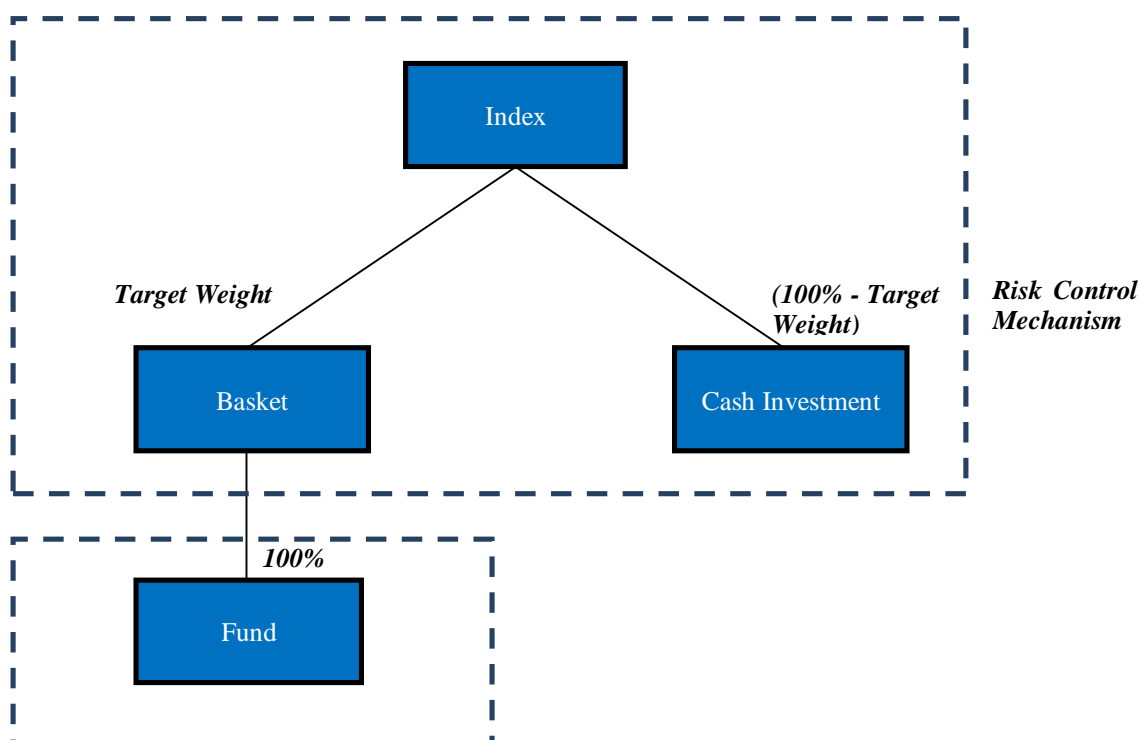 Index
Target Weight
(100% - Target
Weight)
Risk Control
Mechanism
Basket
Cash Investment
100%
Fund